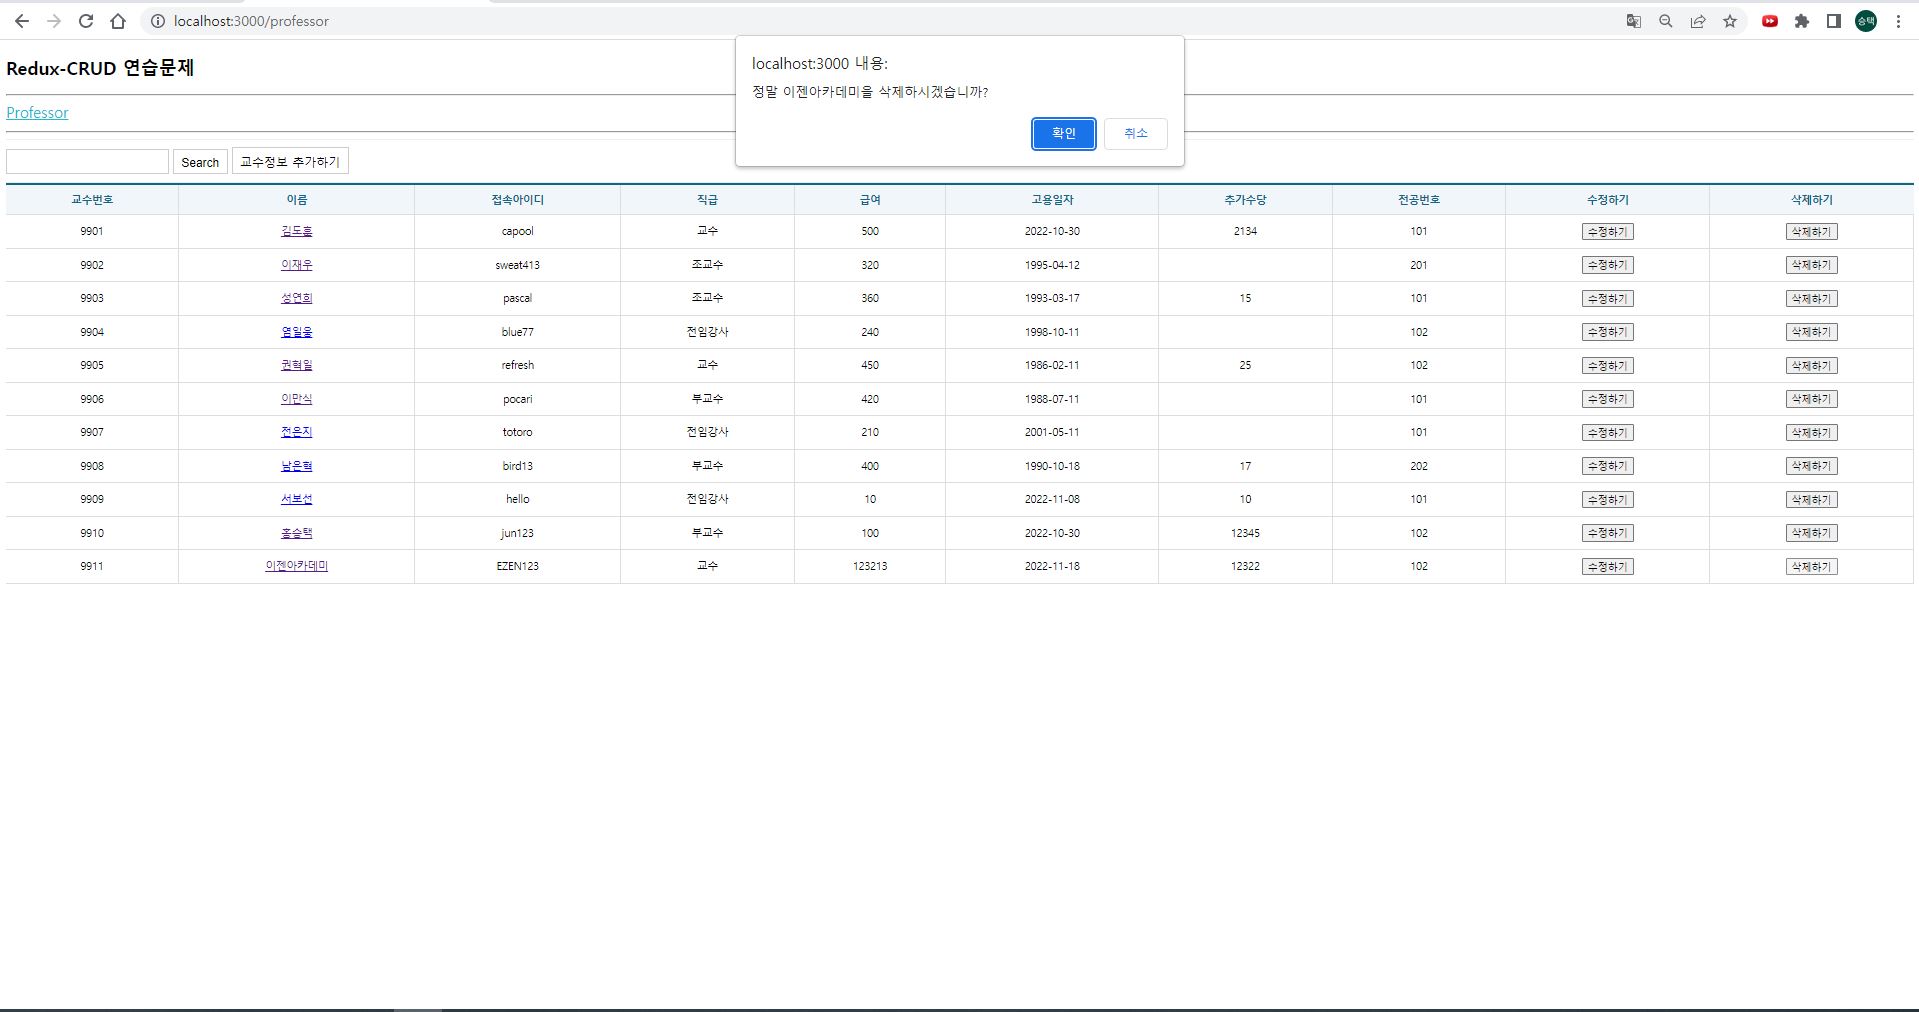 localhost:3000/professor
승택
Redux-CRUD 연습문제
localhost:3000 내용:
정말 이젠아카데미을 삭제하시겠습니까?
확인 취소
Professor
Search 교수정보 추가하기
교수번호 이름 접속아이디 직급 급여 고용일자 추가수당 전공번호 수정하기 삭제하기
9901 김도훈 capool 교수 500 2022-10-30 2134 101 수정하기 삭제하기
9902 이재우 sweat413 조교수 320 1995-04-12 201 수정하기 삭제하기
9903 성연희 pascal 조교수 360 1993-03-17 15 101 수정하기 삭제하기
9904 염일웅 blue77 전임강사 240 1998-10-11 102 수정하기 삭제하기
9905 권혁일 refresh 교수 450 1986-02-11 25 102 수정하기 삭제하기
9906 이만식 pocari 부교수 420 1988-07-11 101 수정하기 삭제하기
9907 전은지 totoro 전임강사 210 2001-05-11 101 수정하기 삭제하기
9908 남은혁 bird13 부교수 400 1990-10-18 17 202 수정하기 삭제하기
9909 서보선 hello 전임강사 10 2022-11-08 10 101 수정하기 삭제하기
9910 홍승택 jun123 부교수 100 2022-10-30 12345 102 수정하기 삭제하기
9911 이젠아카데미 EZEN123 교수 123213 2022-11-18 12322 102 수정하기 삭제하기